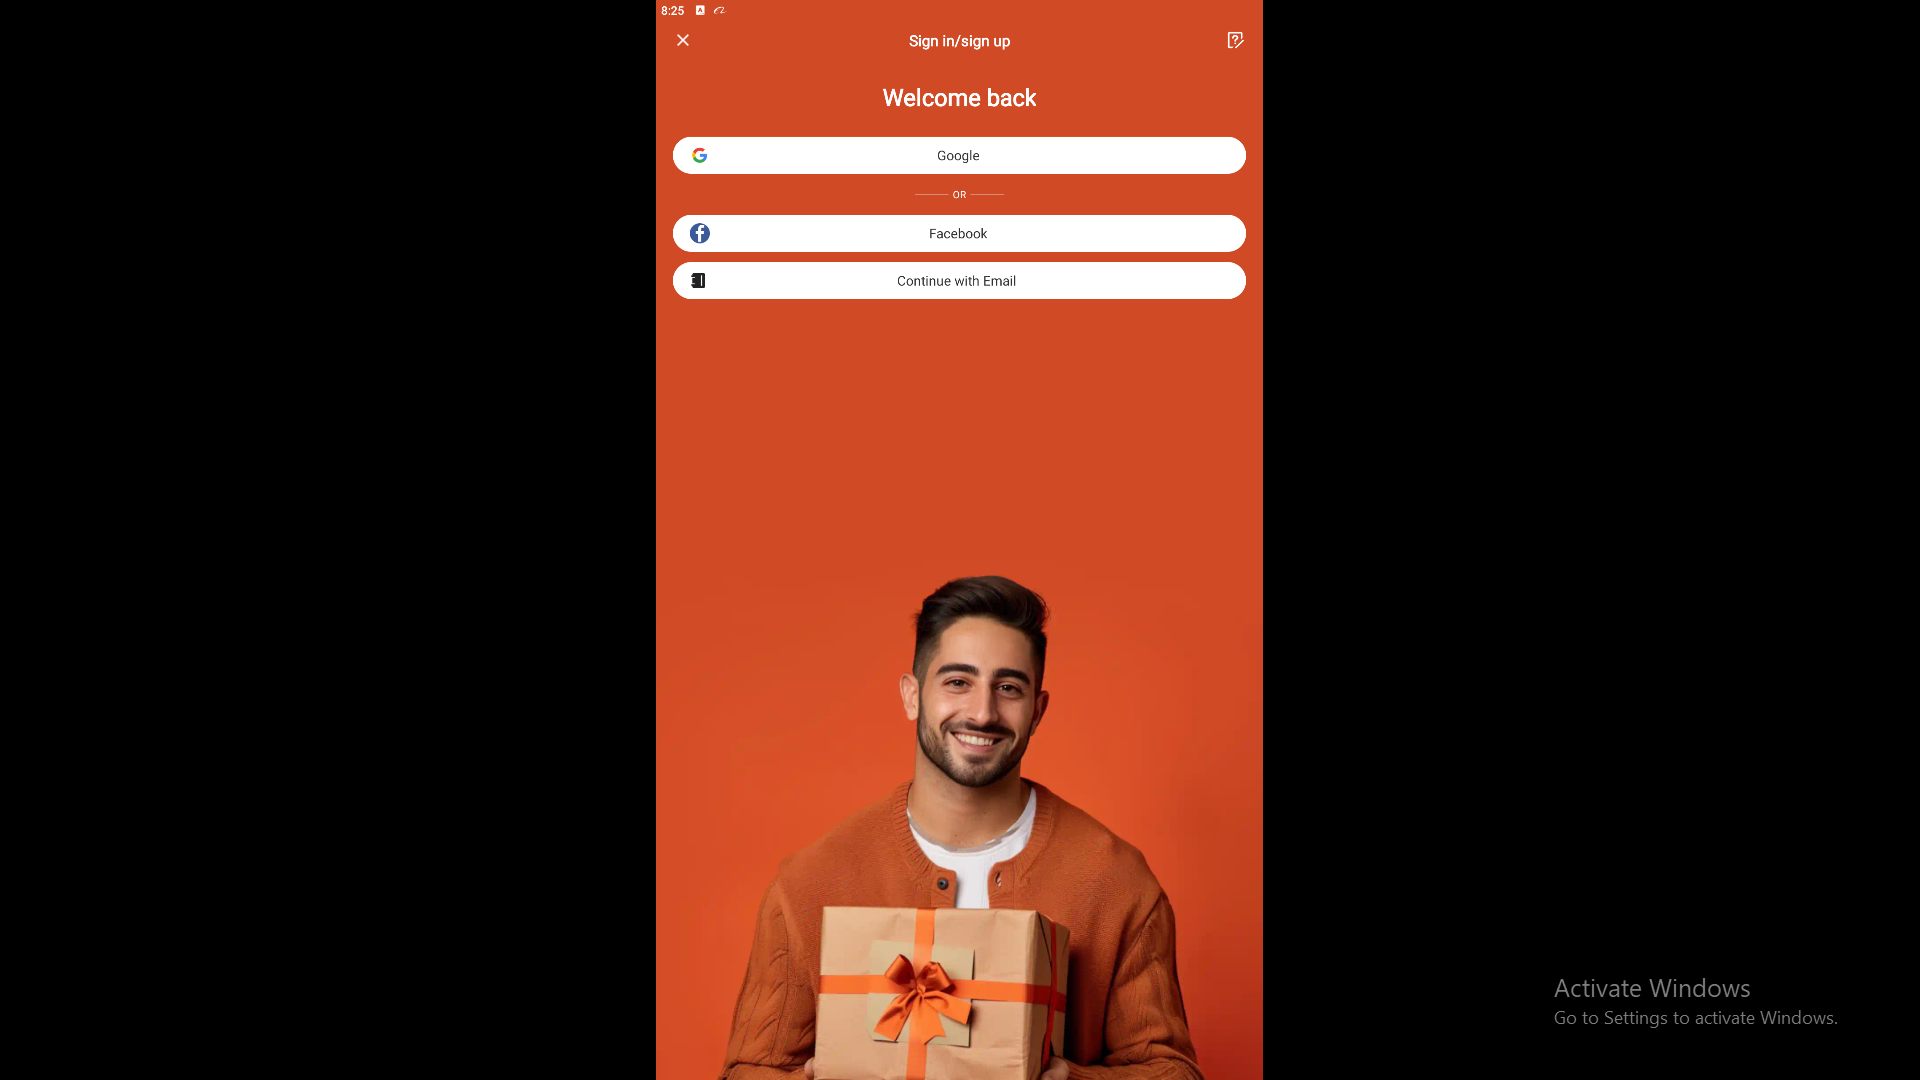 8:25
Sign in/sign up
Welcome back
Google
OR
Facebook
Continue with Email
Activate Windows
Go to Settings to activate Windows.